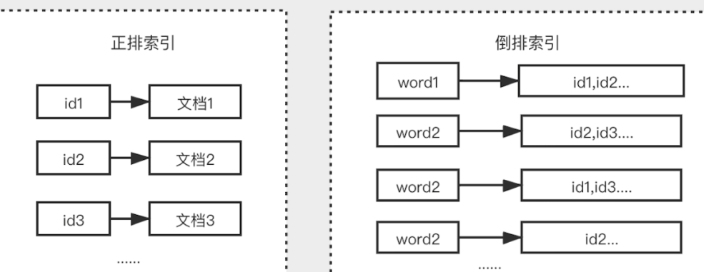 正排索引
id1
文档1
id2
文档2
id3
文档3
......
倒排索引
word1
id1,id2...
word2
id2,id3....
word2
id1,id3....
word2
id2...
......